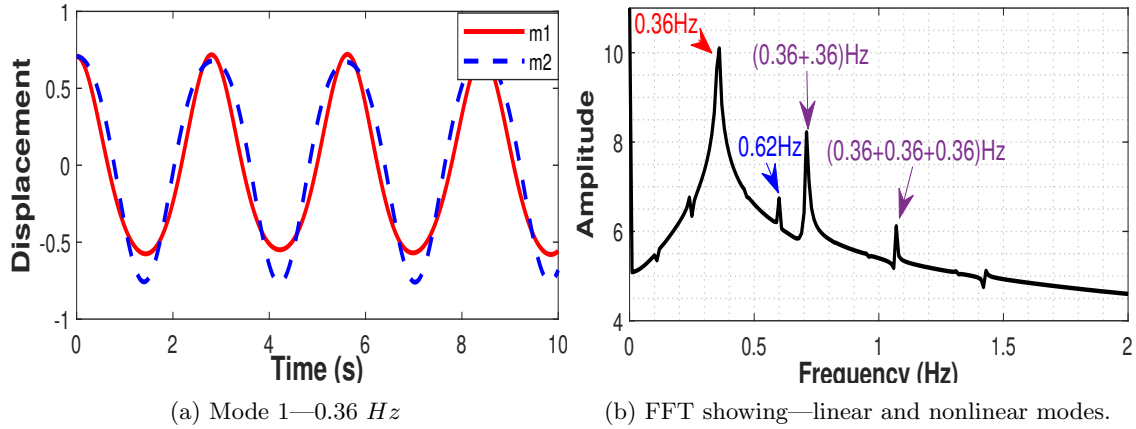 1
0.5
0
-0.5
-1
0 2 4 6 8 10
Displacement
Time (s)
m1
m2
(a) Mode 1—0.36 Hz
10
8
6
4
0 0.5 1 1.5 2
Amplitude
Frequency (Hz)
0.36Hz
(0.36+.36)Hz
0.62Hz
(0.36+0.36+0.36)Hz
(b) FFT showing—linear and nonlinear modes.